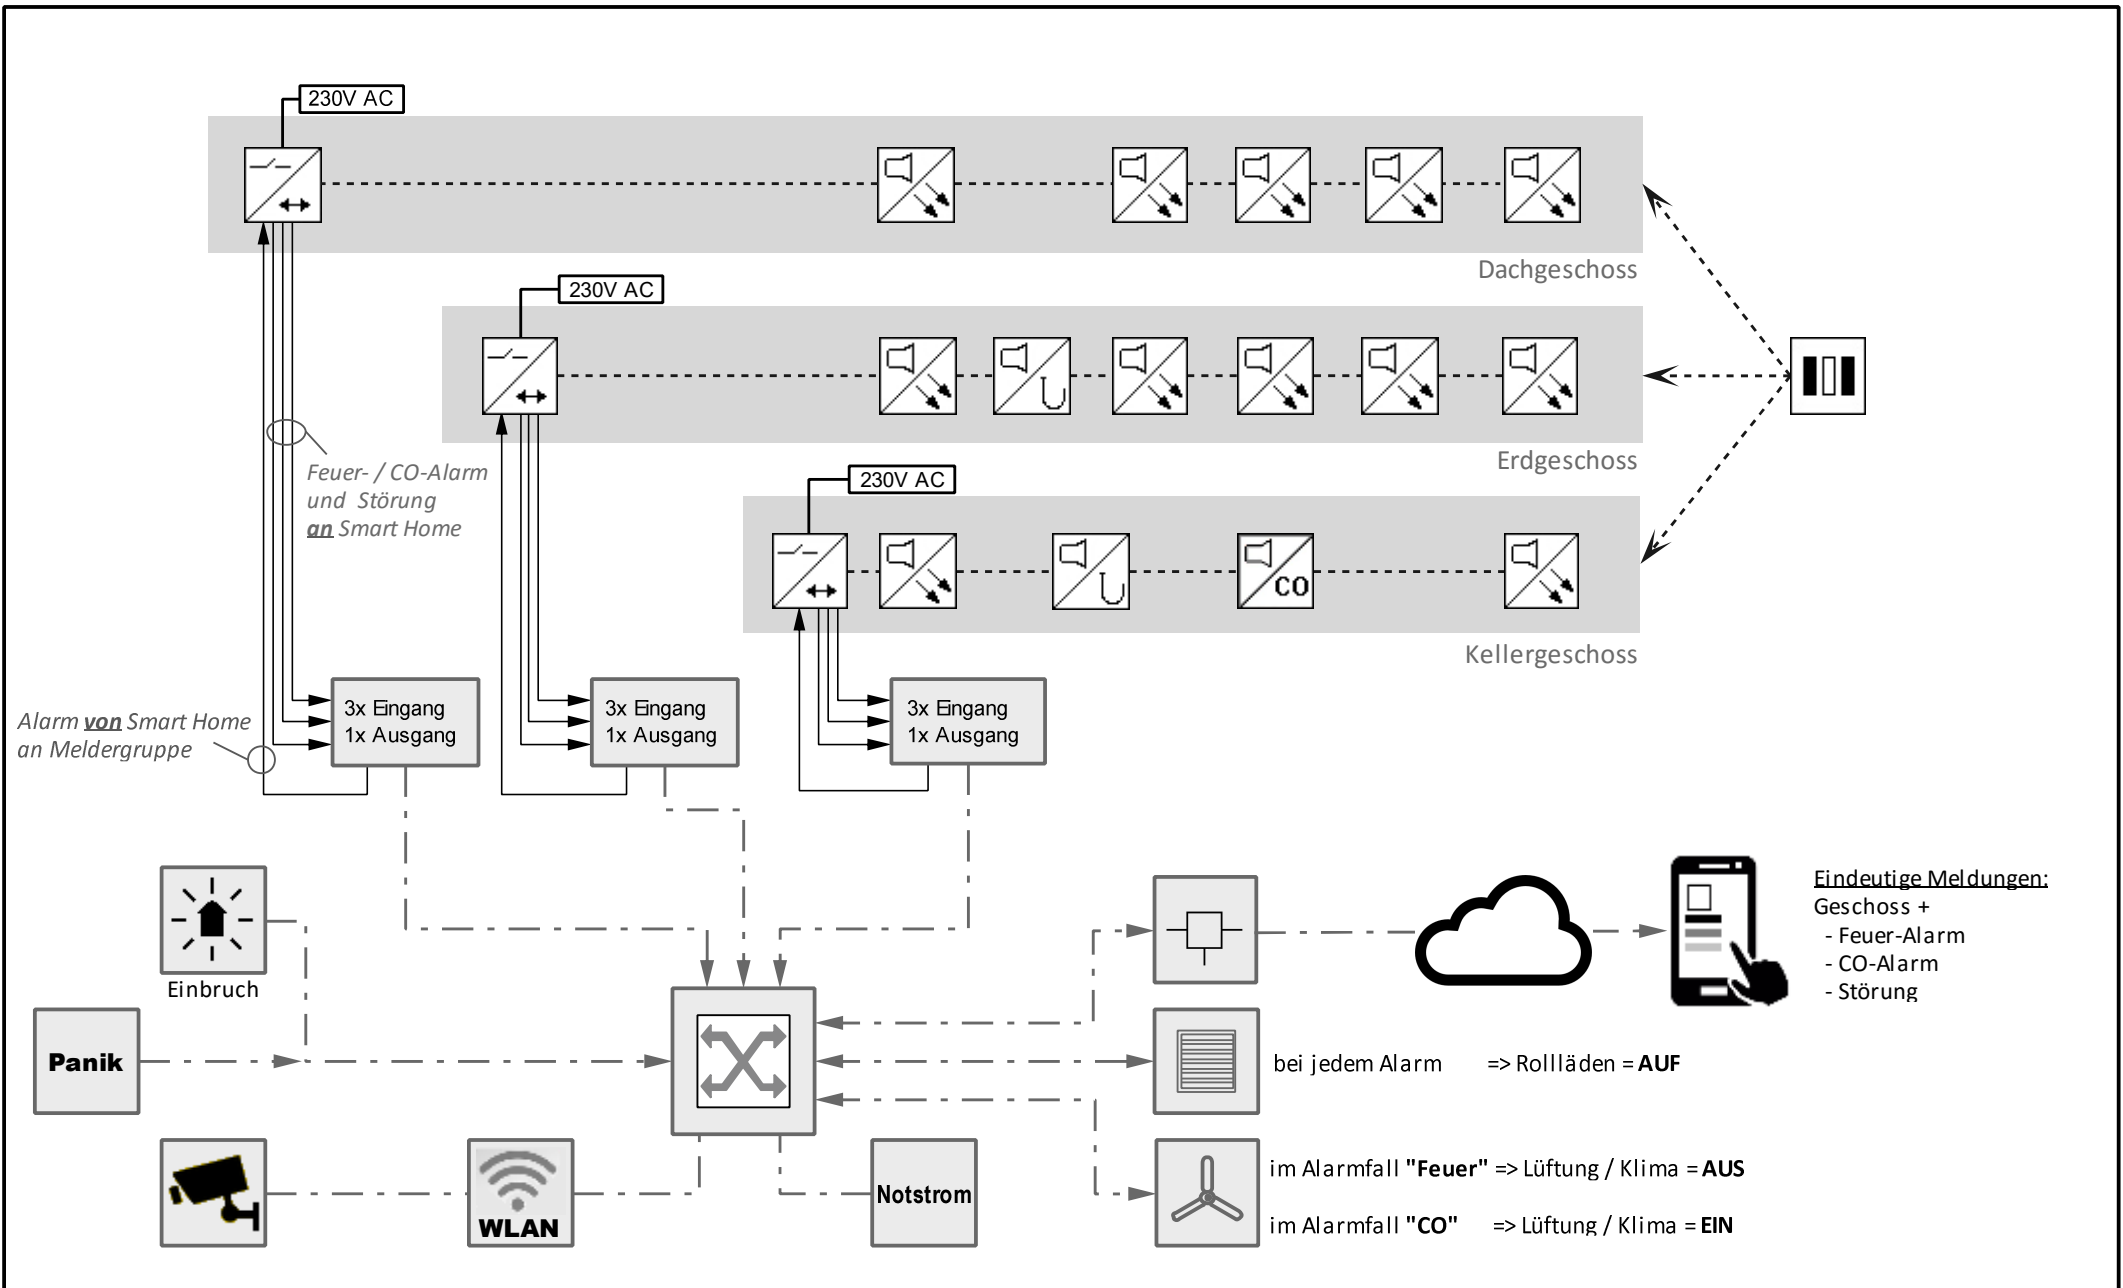 230V AC
Dachgeschoss
230V AC
Erdgeschoss
Feuer- / CO-Alarm
und Störung
an Smart Home
230V AC
CO
Kellergeschoss
3x Eingang
1x Ausgang
3x Eingang
1x Ausgang
3x Eingang
1x Ausgang
Alarm von Smart Home
an Meldergruppe
Einbruch
Eindeutige Meldungen:
Geschoss +
- Feuer-Alarm
- CO-Alarm
- Störung
Panik
bei jedem Alarm => Rollläden = AUF
WLAN
Notstrom
im Alarmfall "Feuer" => Lüftung / Klima = AUS
im Alarmfall "CO" => Lüftung / Klima = EIN